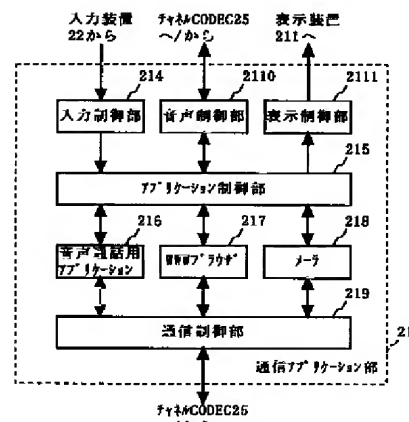 入力装置
22から
チャネルCODEC25
へ/から
表示装置
211へ
214
2110
2111
入力制御部
音声制御部
表示制御部
215
アプリケーション制御部
216
217
218
音声通話用
アプリケーション
WWWブラウザ
メーラ
219
通信制御部
21
通信アプリケーション部
チャネルCODEC25